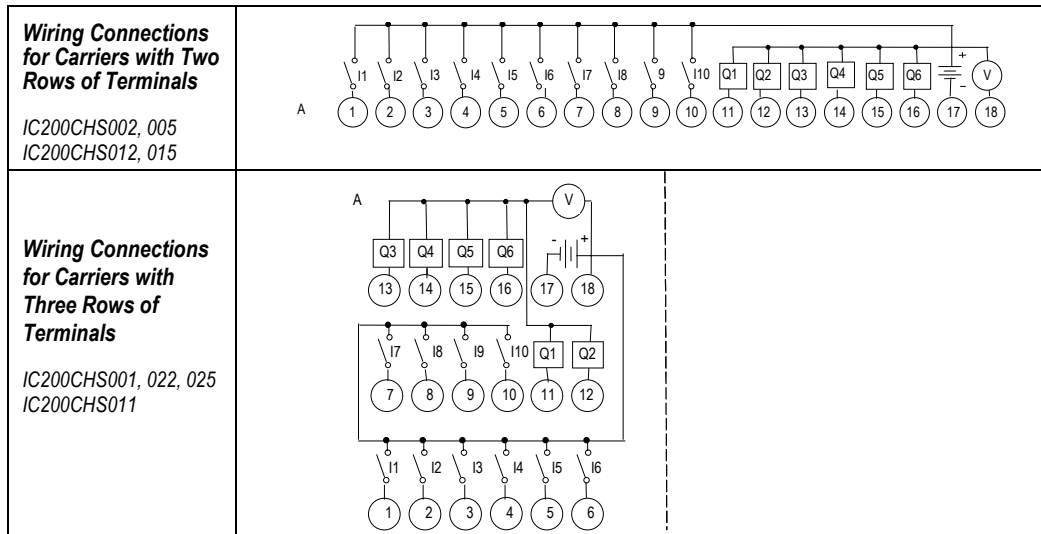 Wiring Connections
for Carriers with Two
Rows of Terminals
IC200CHS002, 005
IC200CHS012, 015
I1 I2 I3 I4 I5 I6 I7 I8 9 I10 Q1 Q2 Q3 Q4 Q5 Q6 + - V
A 1 2 3 4 5 6 7 8 9 10 11 12 13 14 15 16 17 18
Wiring Connections
for Carriers with
Three Rows of
Terminals
IC200CHS001, 022, 025
IC200CHS011
A V
Q3 Q4 Q5 Q6 - +
13 14 15 16 17 18
I7 I8 I9 I10 Q1 Q2
7 8 9 10 11 12
I1 I2 I3 I4 I5 I6
1 2 3 4 5 6